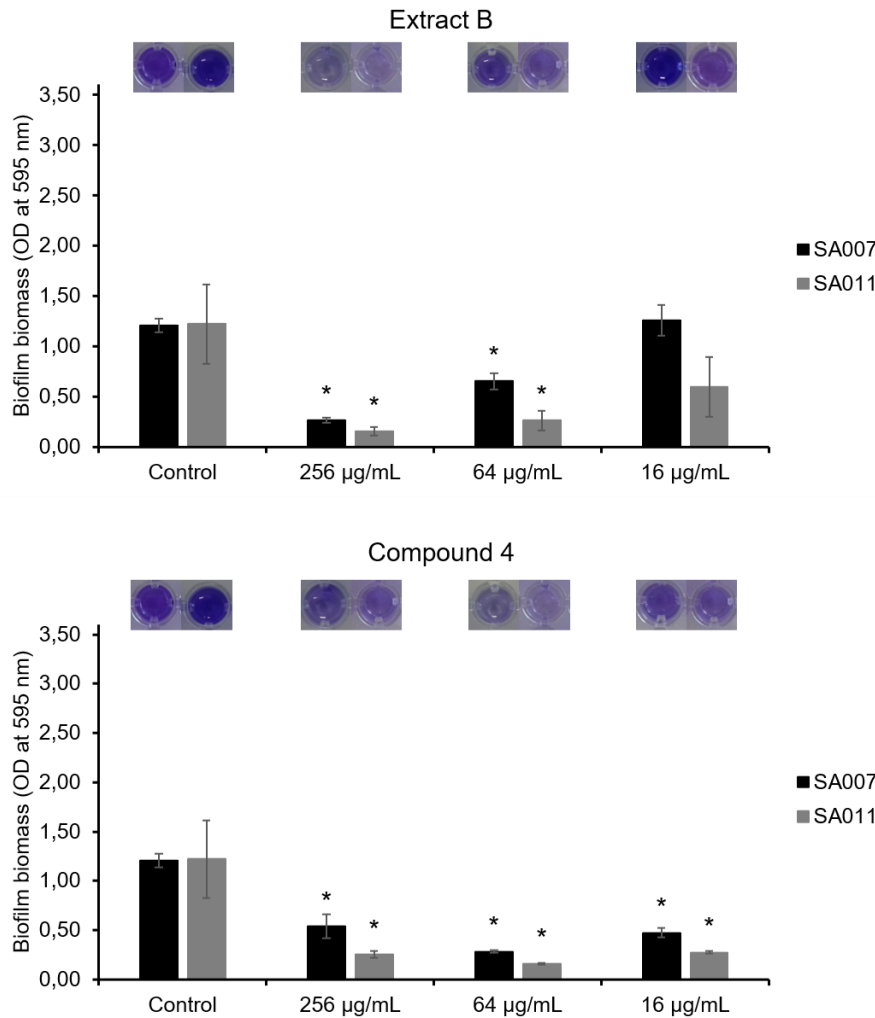 Extract B
Biofilm biomass (OD at 595 nm)
3,50
3,00
2,50
2,00
1,50
1,00
0,50
0,00
* * * *
Control 256 µg/mL 64 µg/mL 16 µg/mL
SA007
SA011
Compound 4
Biofilm biomass (OD at 595 nm)
3,50
3,00
2,50
2,00
1,50
1,00
0,50
0,00
* * * * * *
Control 256 µg/mL 64 µg/mL 16 µg/mL
SA007
SA011